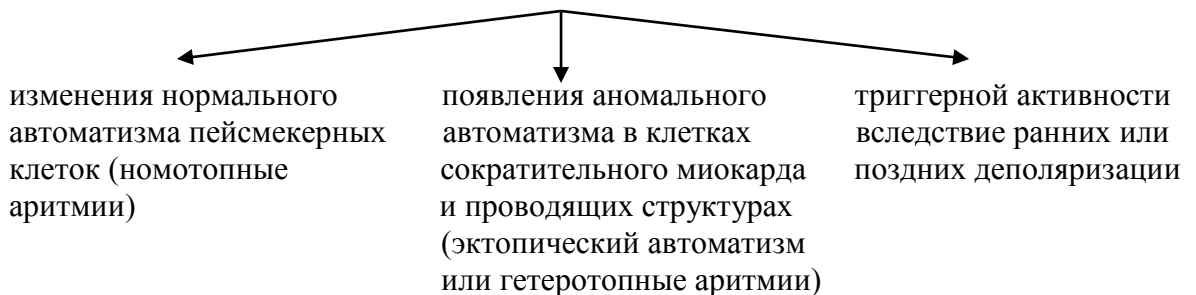 изменения нормального
автоматизма пейсмекерных
клеток (номотопные
аритмии)
появления аномального
автоматизма в клетках
сократительного миокарда
и проводящих структурах
(эктопический автоматизм
или гетеротопные аритмии)
триггерной активности
вследствие ранних или
поздних деполяризации